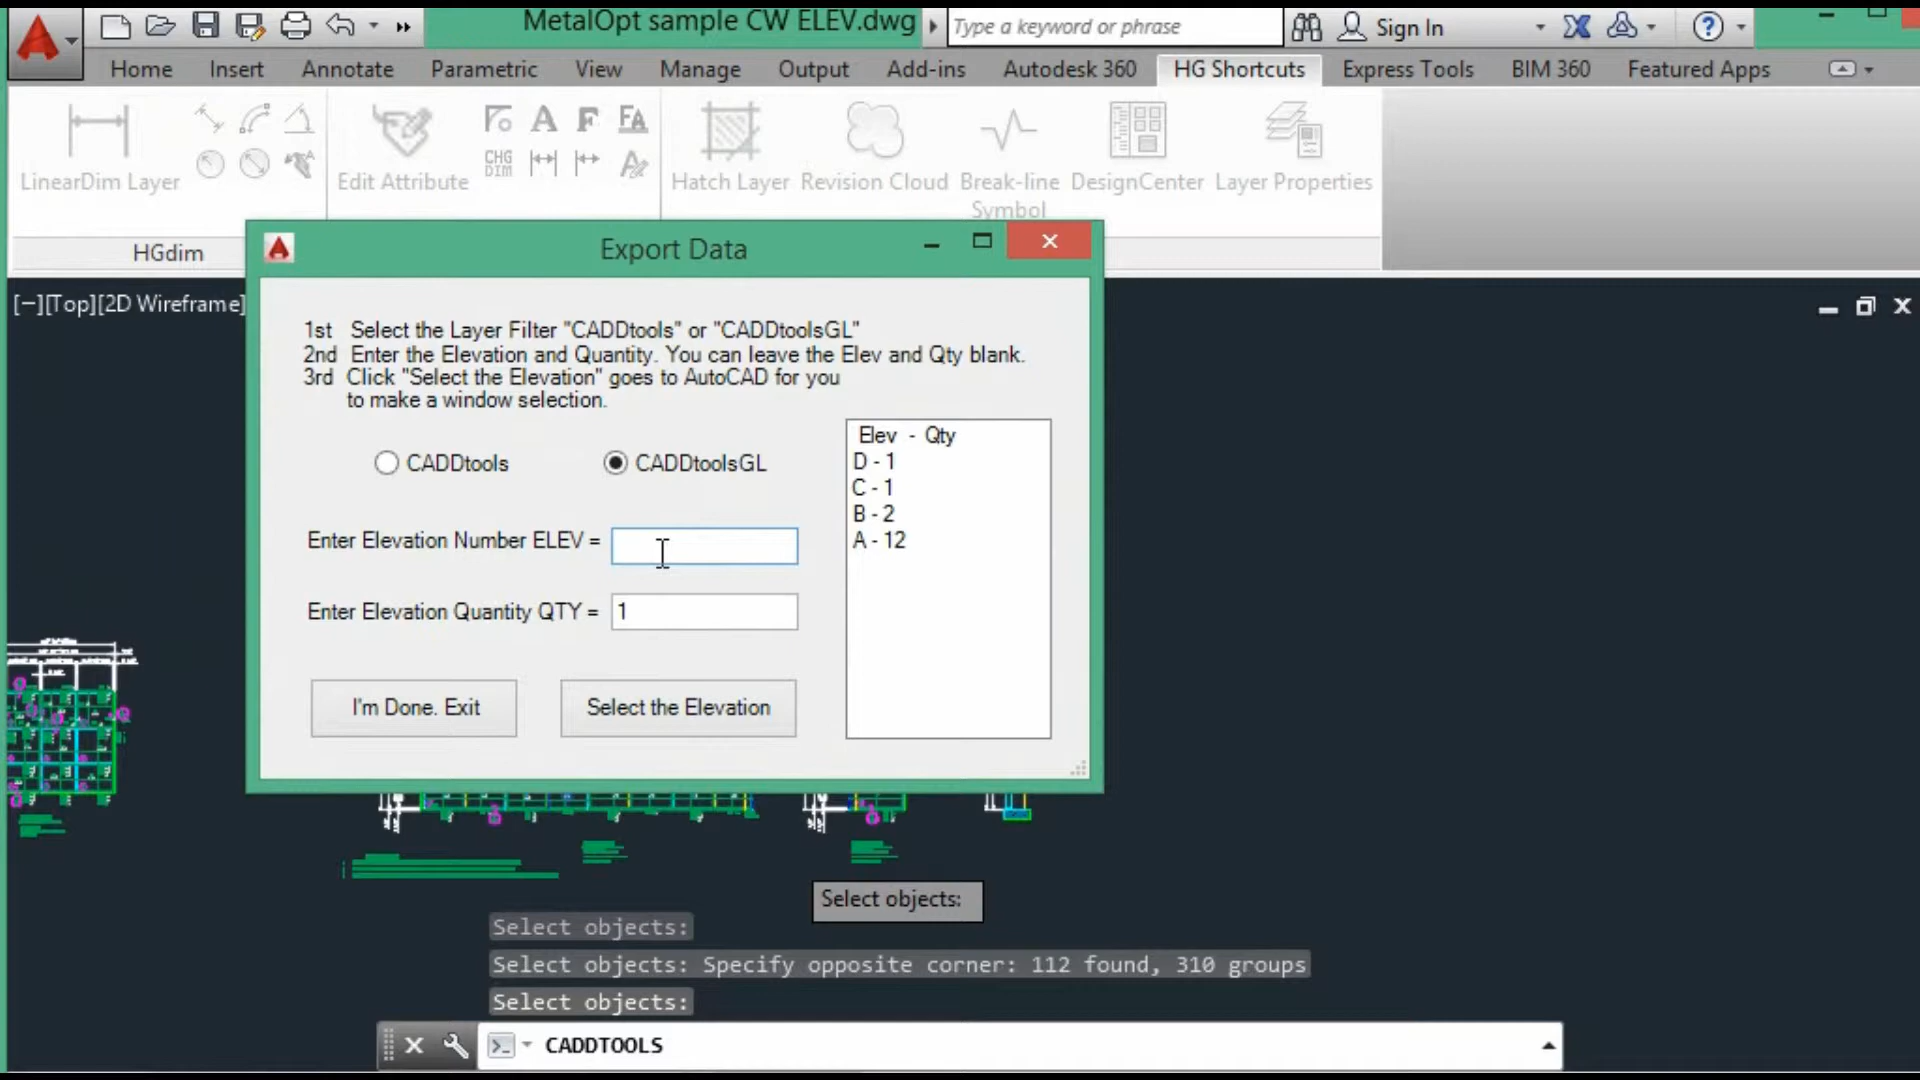 MetalOpt sample CW ELEV.dwg
Type a keyword or phrase
Sign In
Home Insert Annotate Parametric View Manage Output Add-ins Autodesk 360 HG Shortcuts Express Tools BIM 360 Featured Apps
A F FA
CHG
DIM
LinearDim Layer
Edit Attribute
Hatch Layer
Revision Cloud
Break-line
Symbol
DesignCenter
Layer Properties
HGdim
[−][Top][2D Wireframe]
Export Data
1st Select the Layer Filter "CADDtools" or "CADDtoolsGL"
2nd Enter the Elevation and Quantity. You can leave the Elev and Qty blank.
3rd Click "Select the Elevation" goes to AutoCAD for you
to make a window selection.
CADDtools
CADDtoolsGL
Elev - Qty
D - 1
C - 1
B - 2
A - 12
Enter Elevation Number ELEV =
Enter Elevation Quantity QTY = 1
I'm Done. Exit
Select the Elevation
Select objects:
Select objects:
Select objects: Specify opposite corner: 112 found, 310 groups
Select objects:
CADDTOOLS